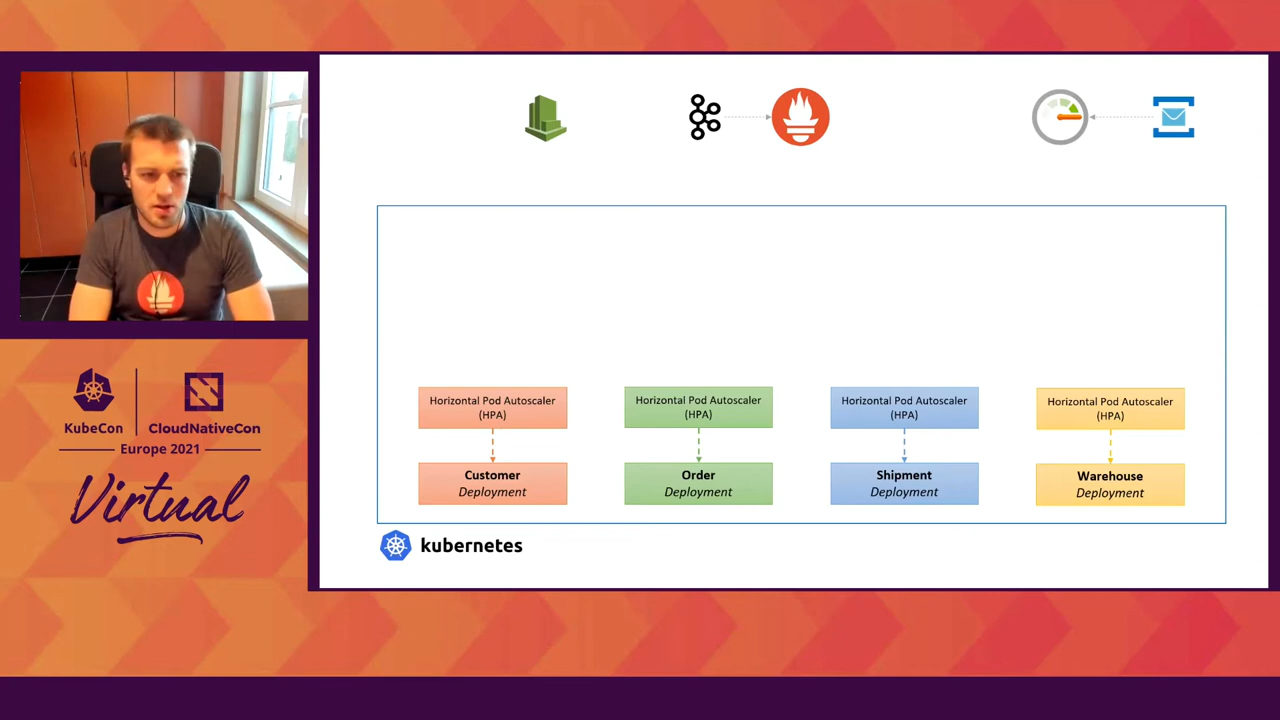 KubeCon
CloudNativeCon
Europe 2021
Virtual
Horizontal Pod Autoscaler
(HPA)
Horizontal Pod Autoscaler
(HPA)
Horizontal Pod Autoscaler
(HPA)
Horizontal Pod Autoscaler
(HPA)
Customer
Deployment
Order
Deployment
Shipment
Deployment
Warehouse
Deployment
kubernetes